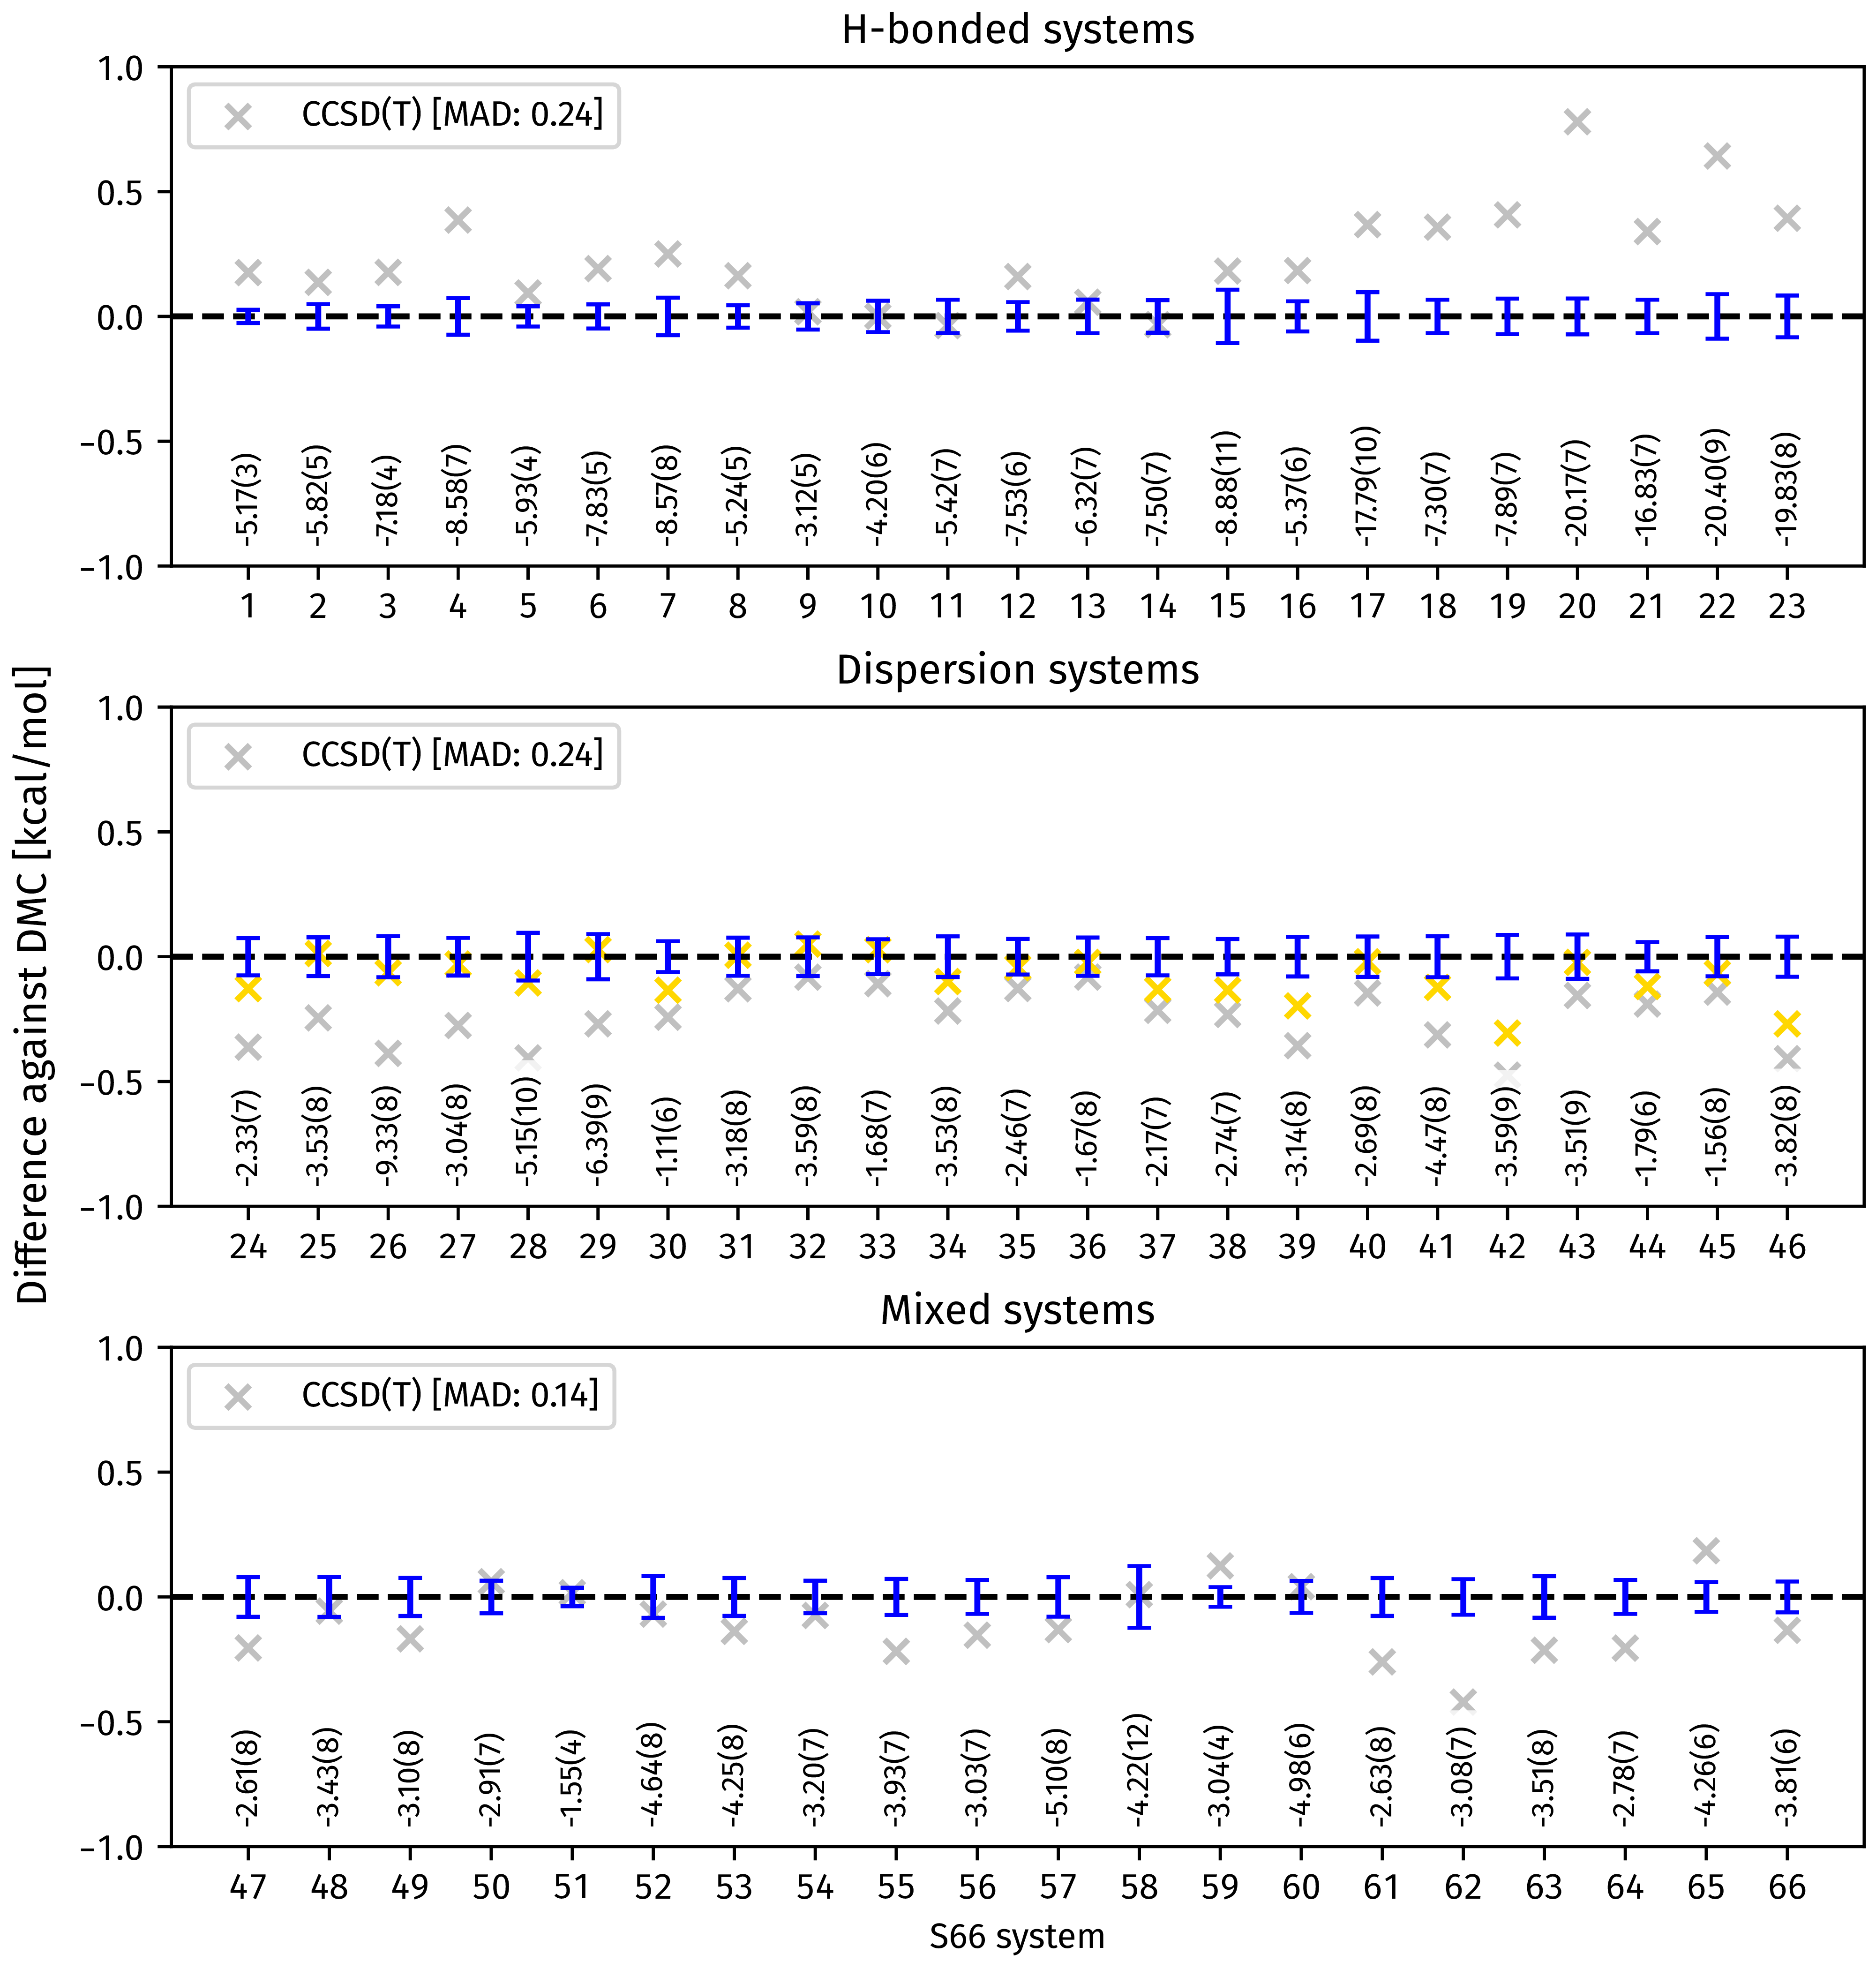 H-bonded systems
1.0
CCSD(T) [MAD: 0.24]
0.5
0.0
−0.5
-5.17(3) -5.82(5) -7.18(4) -8.58(7) -5.93(4) -7.83(5) -8.57(8) -5.24(5) -3.12(5) -4.20(6) -5.42(7) -7.53(6) -6.32(7) -7.50(7) -8.88(11) -5.37(6) -17.79(10) -7.30(7) -7.89(7) -20.17(7) -16.83(7) -20.40(9) -19.83(8)
−1.0
1 2 3 4 5 6 7 8 9 10 11 12 13 14 15 16 17 18 19 20 21 22 23
Difference against DMC [kcal/mol]
Dispersion systems
1.0
CCSD(T) [MAD: 0.24]
0.5
0.0
−0.5
-2.33(7) -3.53(8) -9.33(8) -3.04(8) -5.15(10) -6.39(9) -1.11(6) -3.18(8) -3.59(8) -1.68(7) -3.53(8) -2.46(7) -1.67(8) -2.17(7) -2.74(7) -3.14(8) -2.69(8) -4.47(8) -3.59(9) -3.51(9) -1.79(6) -1.56(8) -3.82(8)
−1.0
24 25 26 27 28 29 30 31 32 33 34 35 36 37 38 39 40 41 42 43 44 45 46
Mixed systems
1.0
CCSD(T) [MAD: 0.14]
0.5
0.0
−0.5
-2.61(8) -3.43(8) -3.10(8) -2.91(7) -1.55(4) -4.64(8) -4.25(8) -3.20(7) -3.93(7) -3.03(7) -5.10(8) -4.22(12) -3.04(4) -4.98(6) -2.63(8) -3.08(7) -3.51(8) -2.78(7) -4.26(6) -3.81(6)
−1.0
47 48 49 50 51 52 53 54 55 56 57 58 59 60 61 62 63 64 65 66
S66 system